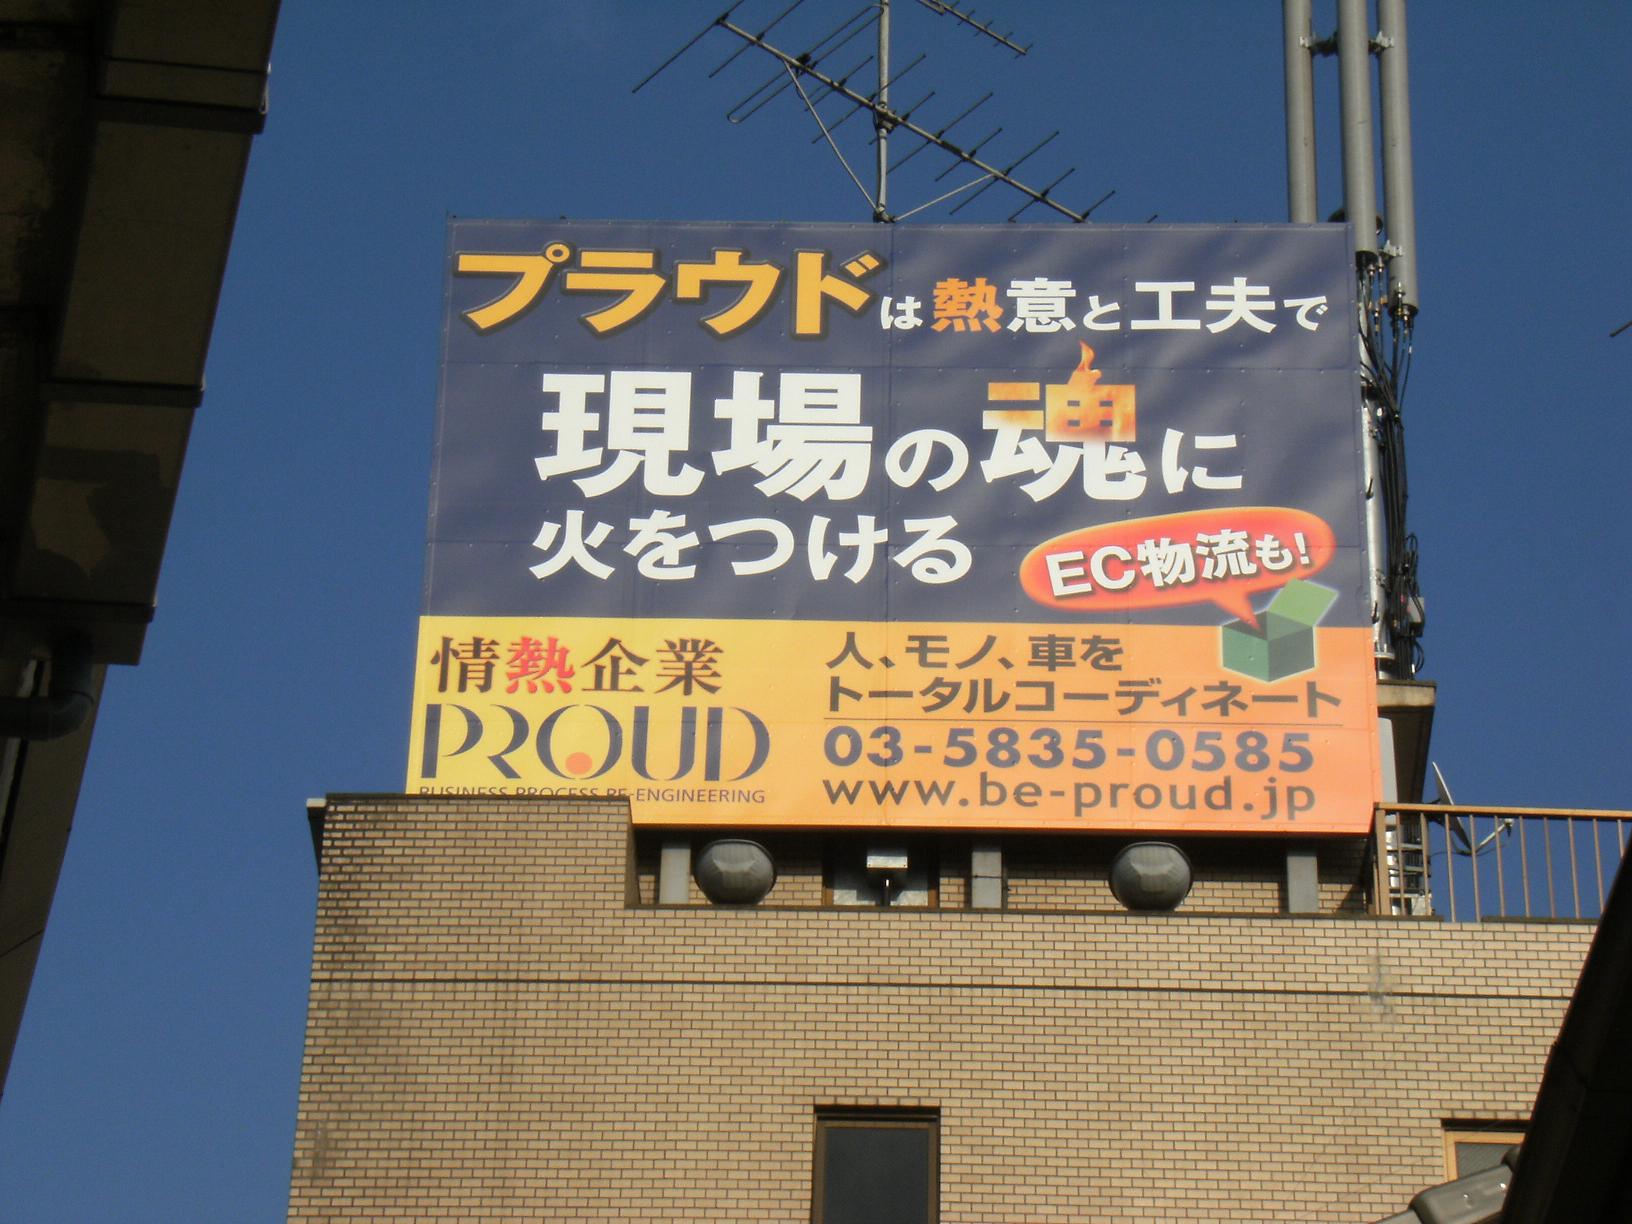 プラウドは熱意と工夫で
現場の魂に
火をつける
EC物流も!
情熱企業
PROUD
BUSINESS PROCESS RE-ENGINEERING
人、モノ、車を
トータルコーディネート
03-5835-0585
www.be-proud.jp